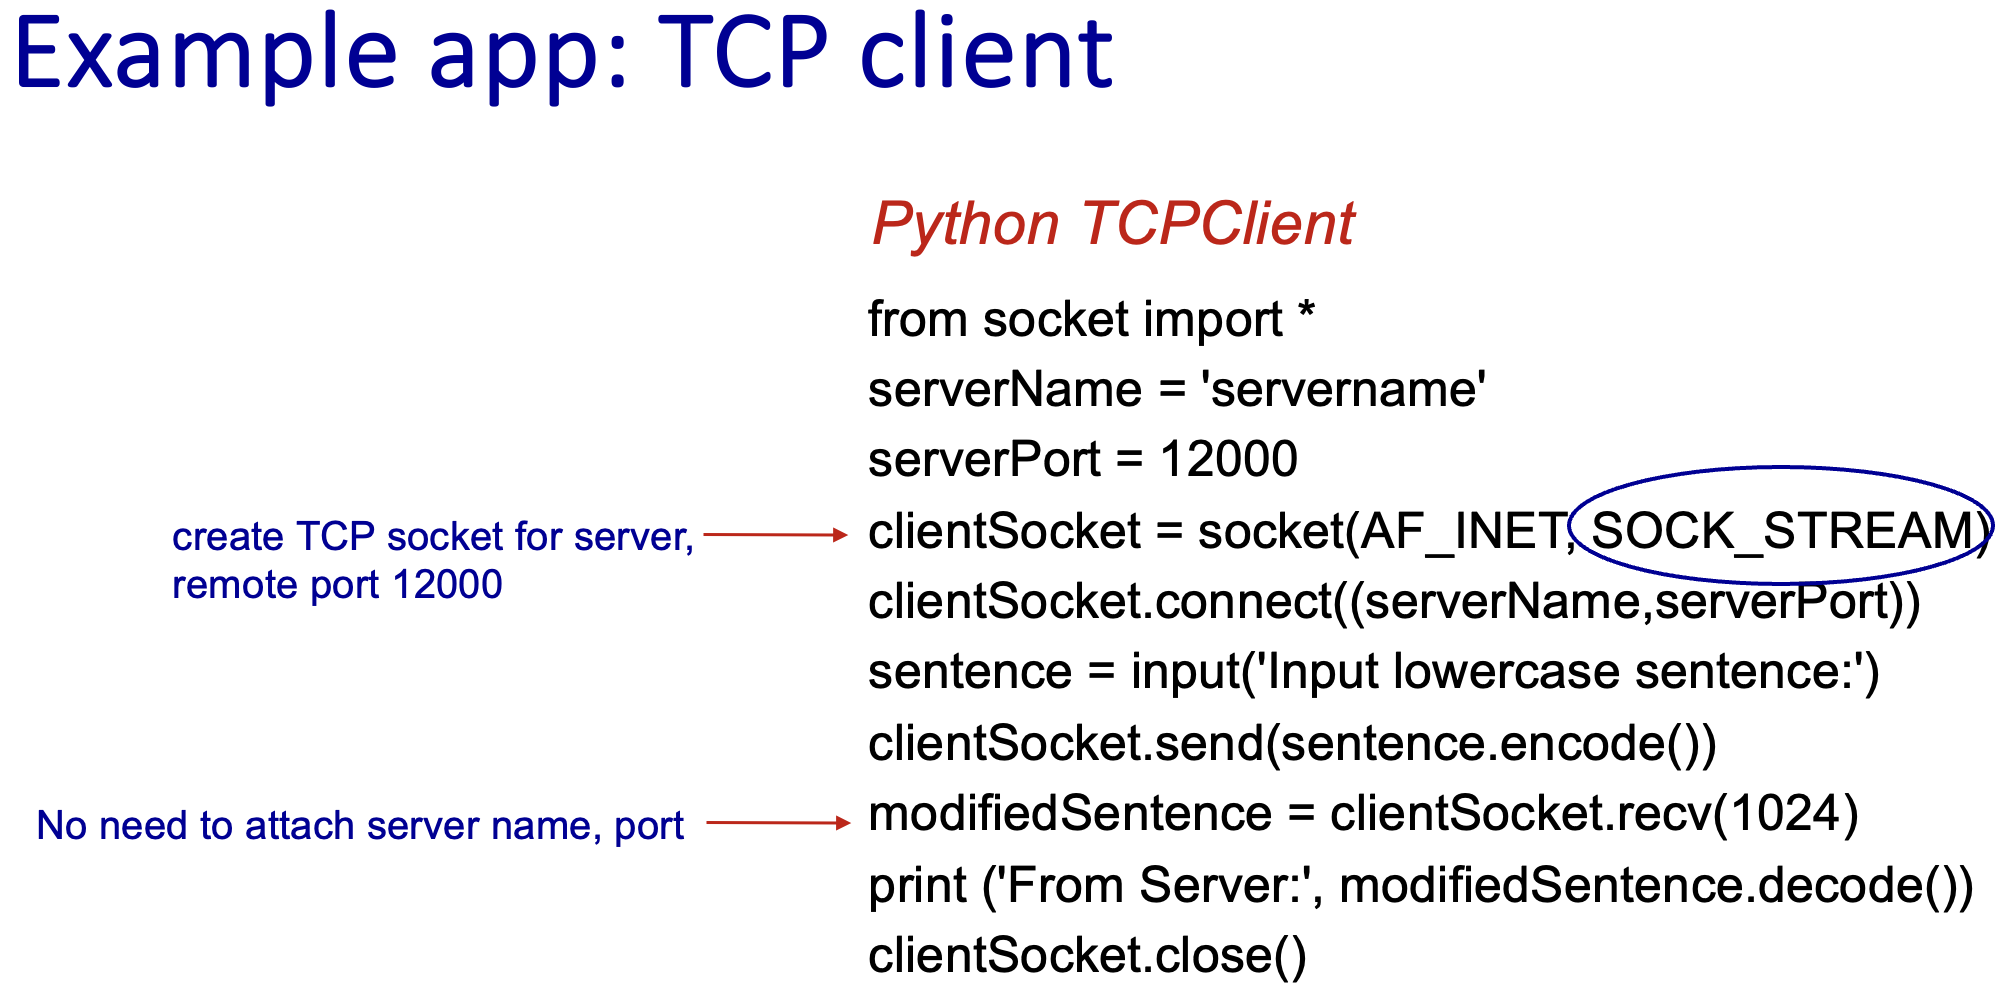 Example app: TCP client
Python TCPClient
from socket import *
serverName = 'servername'
serverPort = 12000
create TCP socket for server,
remote port 12000
clientSocket = socket(AF_INET, SOCK_STREAM)
clientSocket.connect((serverName,serverPort))
sentence = input('Input lowercase sentence:')
clientSocket.send(sentence.encode())
No need to attach server name, port
modifiedSentence = clientSocket.recv(1024)
print ('From Server:', modifiedSentence.decode())
clientSocket.close()